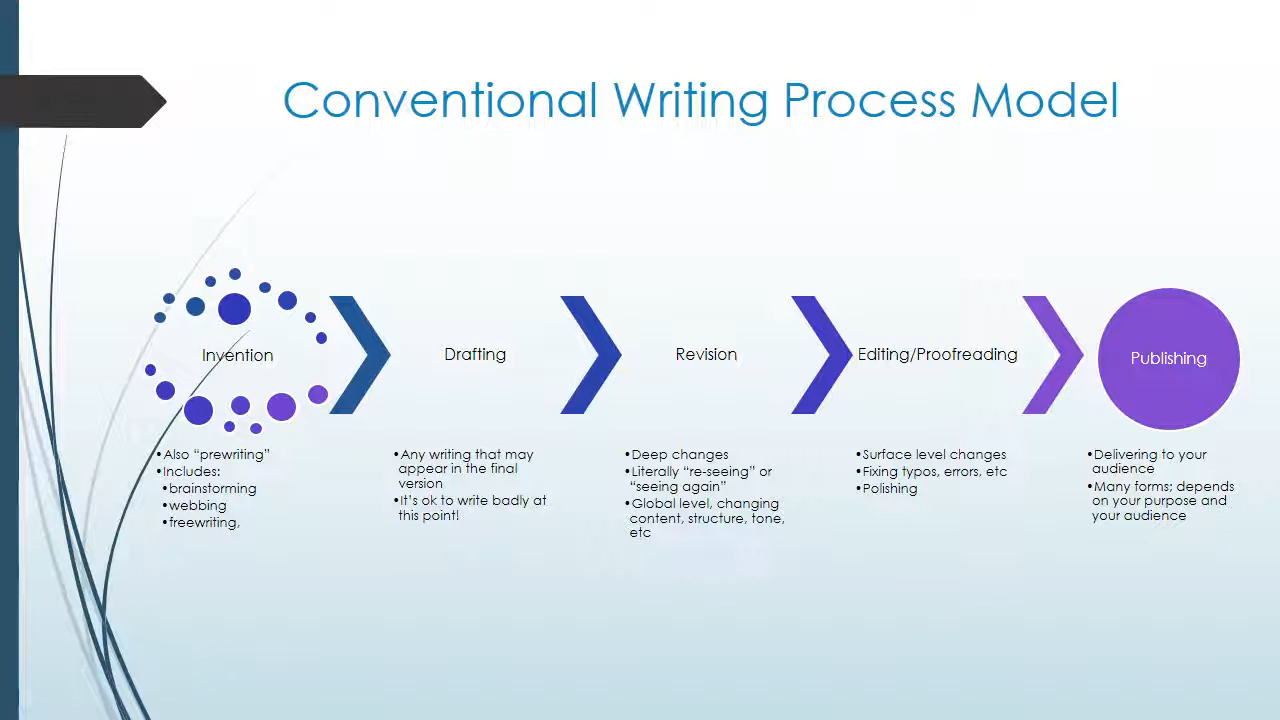 Conventional Writing Process Model
Invention
Drafting
Revision
Editing/Proofreading
Publishing
•Also “prewriting”
•Includes:
•brainstorming
•webbing
•freewriting,
•Any writing that may
appear in the final
version
•It’s ok to write badly at
this point!
•Deep changes
•Literally “re-seeing” or
“seeing again”
•Global level, changing
content, structure, tone,
etc
•Surface level changes
•Fixing typos, errors, etc
•Polishing
•Delivering to your
audience
•Many forms; depends
on your purpose and
your audience